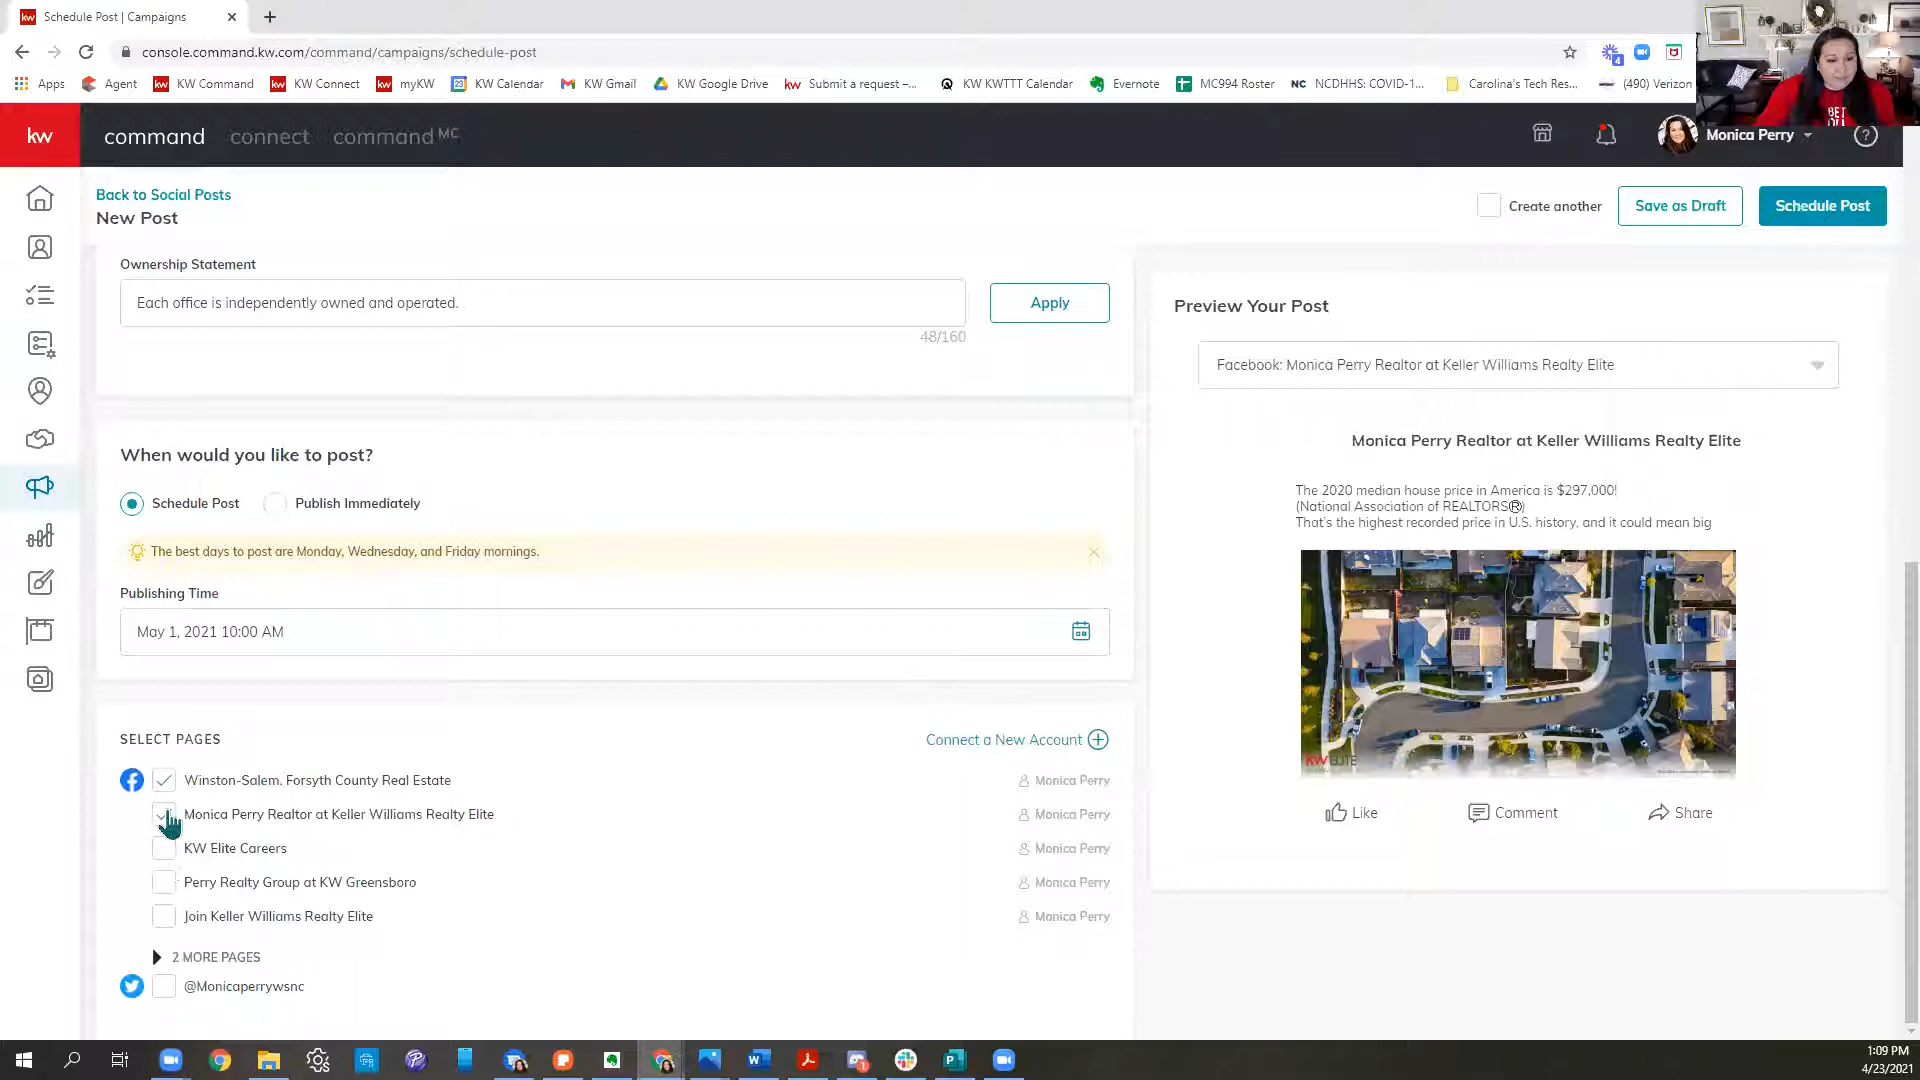 Schedule Post | Campaigns
console.command.kw.com/command/campaigns/schedule-post
Apps
Agent
kw KW Command
kw KW Connect
kw myKW
23 KW Calendar
KW Gmail
KW Google Drive
kw Submit a request –...
KW KWTTT Calendar
Evernote
MC994 Roster
NC NCDHHS: COVID-1...
Carolina's Tech Res...
(490) Verizon
kw
command connect command MC
Monica Perry
Back to Social Posts
New Post
Create another
Save as Draft
Schedule Post
Ownership Statement
Each office is independently owned and operated.
Apply
48/160
When would you like to post?
Schedule Post
Publish Immediately
The best days to post are Monday, Wednesday, and Friday mornings.
Publishing Time
May 1, 2021 10:00 AM
SELECT PAGES
Connect a New Account
Winston-Salem, Forsyth County Real Estate Monica Perry
Monica Perry Realtor at Keller Williams Realty Elite Monica Perry
KW Elite Careers Monica Perry
Perry Realty Group at KW Greensboro Monica Perry
Join Keller Williams Realty Elite Monica Perry
2 MORE PAGES
@Monicaperrywsnc
Preview Your Post
Facebook: Monica Perry Realtor at Keller Williams Realty Elite
Monica Perry Realtor at Keller Williams Realty Elite
The 2020 median house price in America is $297,000!
(National Association of REALTORS®)
That's the highest recorded price in U.S. history, and it could mean big
KW ELITE
Like
Comment
Share
1:09 PM
4/23/2021